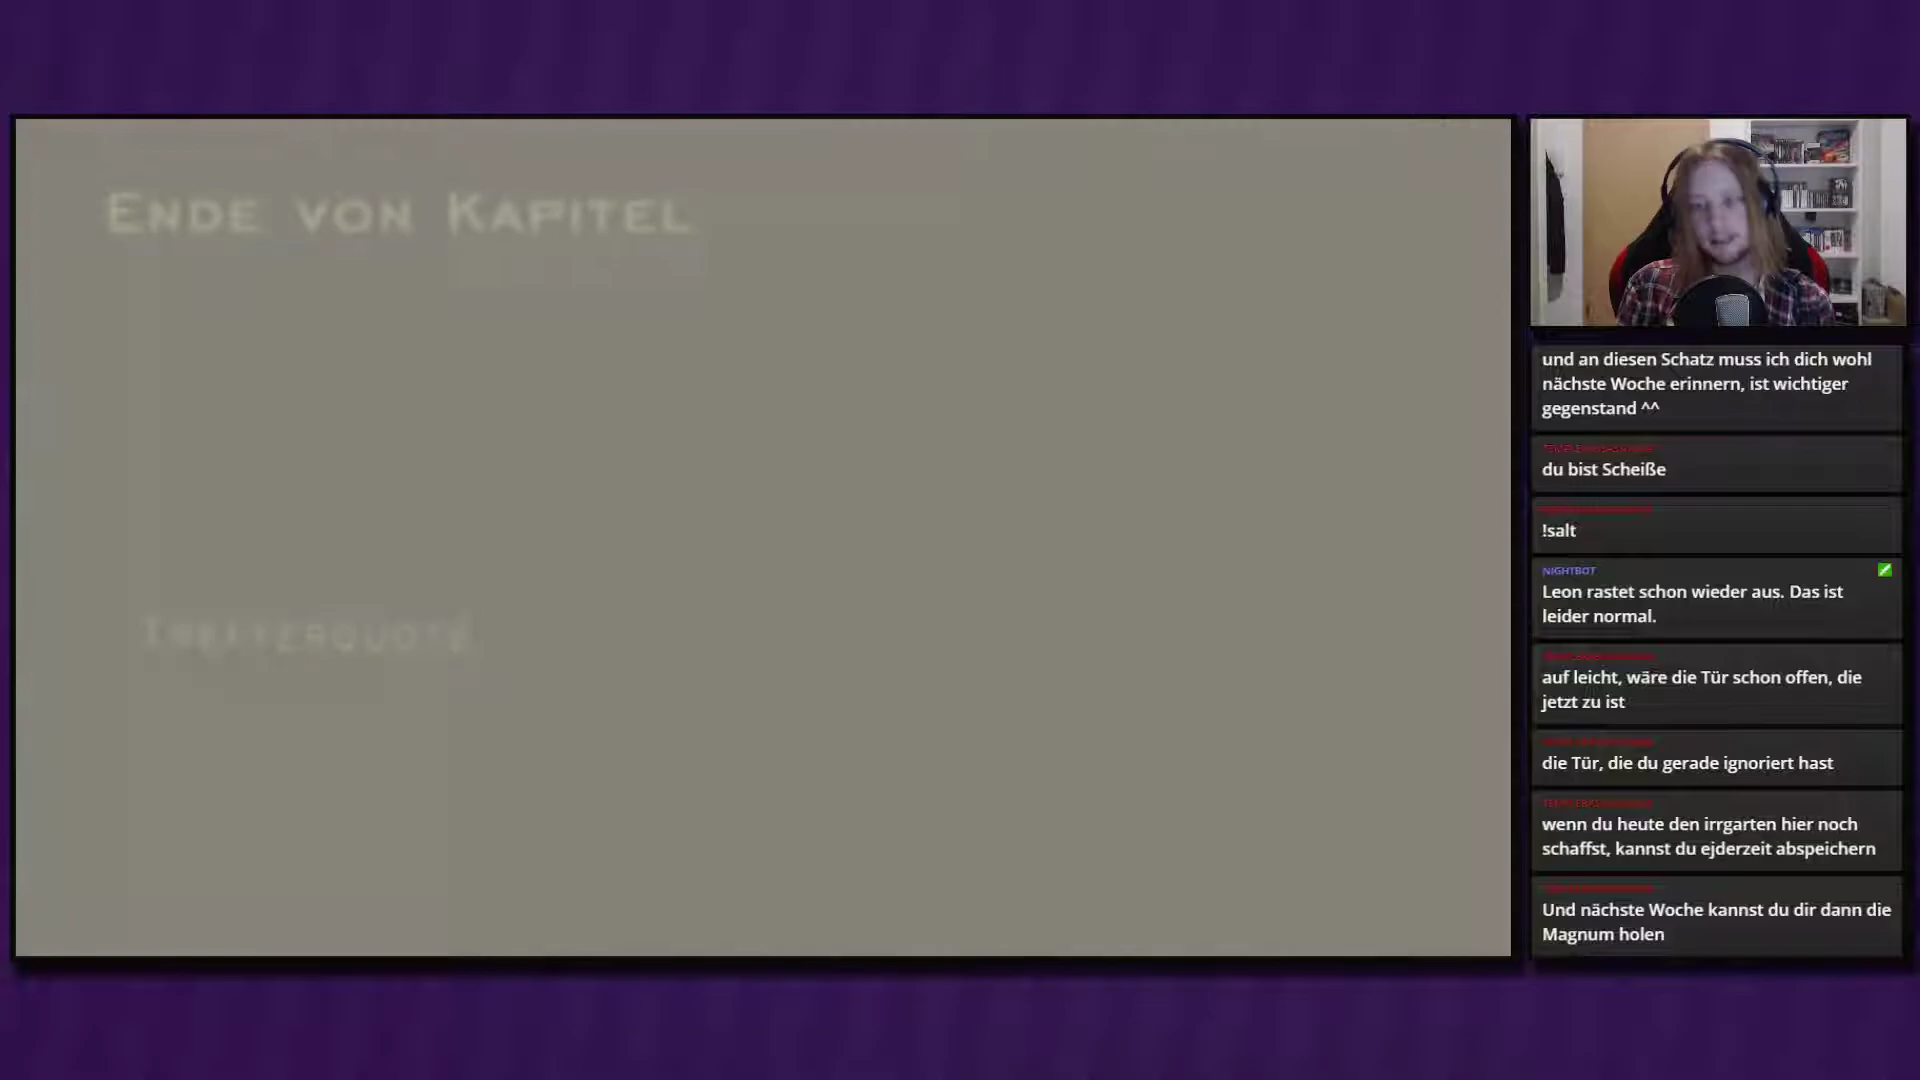 Ende von Kapitel
Trefferquote
und an diesen Schatz muss ich dich wohl
nächste Woche erinnern, ist wichtiger
gegenstand ^^
du bist Scheiße
!salt
NIGHTBOT
Leon rastet schon wieder aus. Das ist
leider normal.
auf leicht, wäre die Tür schon offen, die
jetzt zu ist
die Tür, die du gerade ignoriert hast
wenn du heute den irrgarten hier noch
schaffst, kannst du ejderzeit abspeichern
Und nächste Woche kannst du dir dann die
Magnum holen